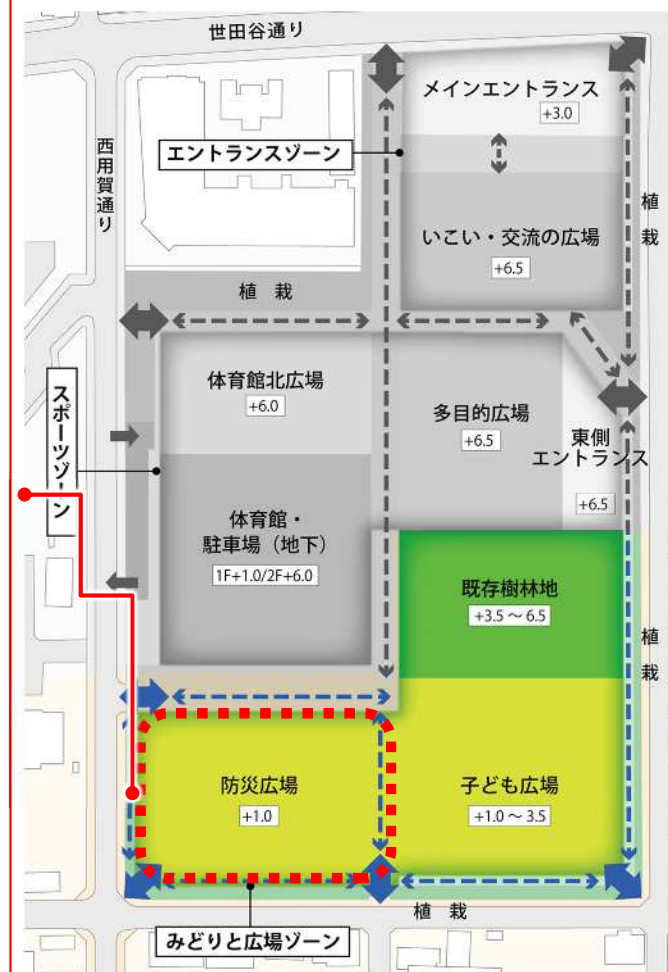 世田谷通り
メインエントランス
+3.0
エントランスゾーン
西用賀通り
植栽
いこい・交流の広場
+6.5
植栽
体育館北広場
+6.0
多目的広場
+6.5
東側
エントランス
+6.5
スポーツゾーン
体育館・
駐車場（地下）
1F+1.0/2F+6.0
既存樹林地
+3.5～6.5
植栽
防災広場
+1.0
子ども広場
+1.0～3.5
植栽
みどりと広場ゾーン